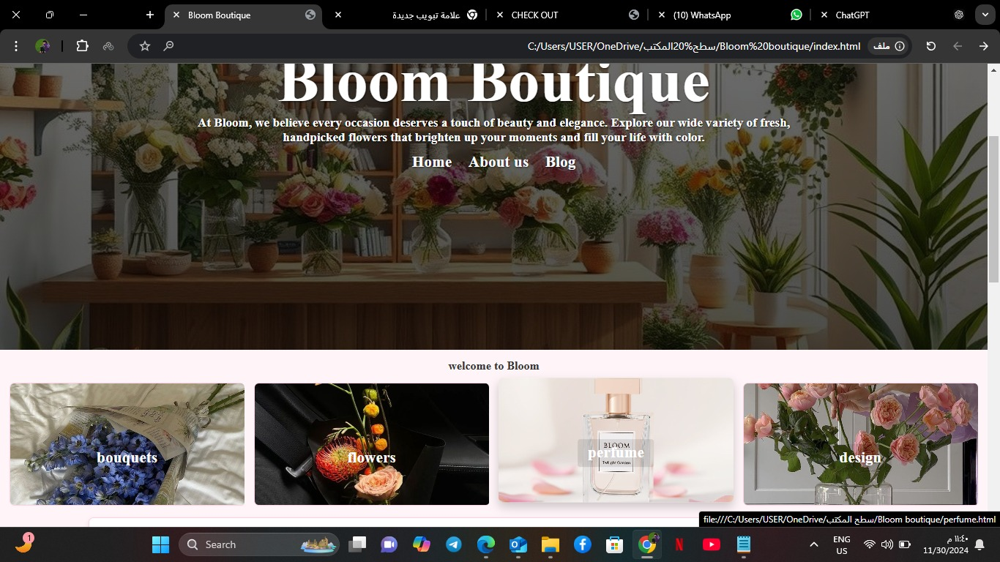 Bloom Boutique
علامة تبويب جديدة
CHECK OUT
(10) WhatsApp
ChatGPT
C:/Users/USER/OneDrive/سطح%20المكتب/Bloom%20boutique/index.html
ملف
Bloom Boutique
At Bloom, we believe every occasion deserves a touch of beauty and elegance. Explore our wide variety of fresh,
handpicked flowers that brighten up your moments and fill your life with color.
Home About us Blog
welcome to Bloom
bouquets
flowers
BLOOM
perfume
Twilight Garden
design
file:///C:/Users/USER/OneDrive/سطح المكتب/Bloom boutique/perfume.html
1
Search
ENG
US
١١:٤٠ م
11/30/2024